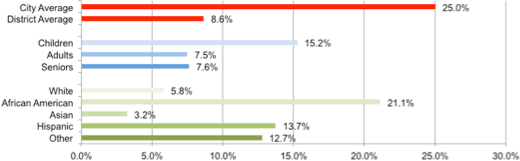 City Average 25.0%
District Average 8.6%
Children 15.2%
Adults 7.5%
Seniors 7.6%
White 5.8%
African American 21.1%
Asian 3.2%
Hispanic 13.7%
Other 12.7%
0.0% 5.0% 10.0% 15.0% 20.0% 25.0% 30.0%